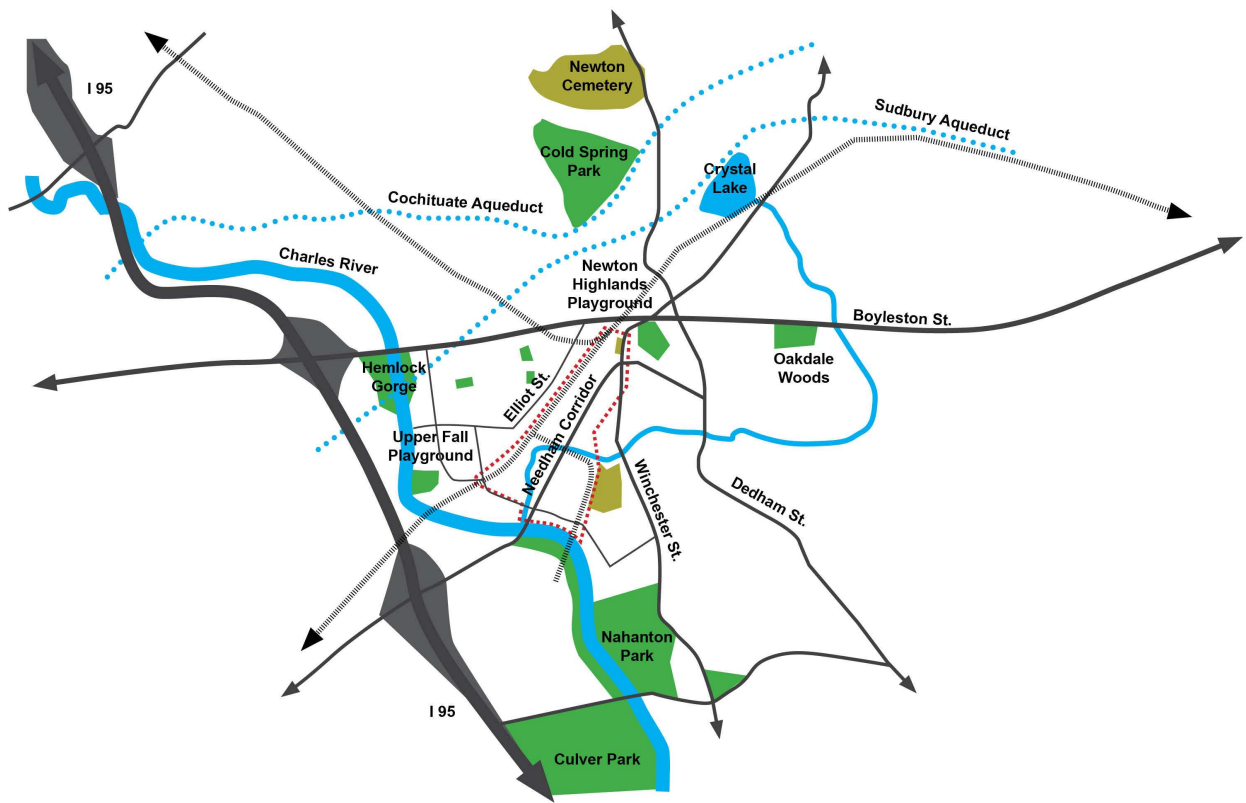 I 95
Newton
Cemetery
Sudbury Aqueduct
Cold Spring
Park
Crystal
Lake
Cochituate Aqueduct
Charles River
Newton
Highlands
Playground
Boyleston St.
Hemlock
Gorge
Oakdale
Woods
Elliot St.
Needham Corridor
Upper Fall
Playground
Winchester St.
Dedham St.
Nahanton
Park
I 95
Culver Park